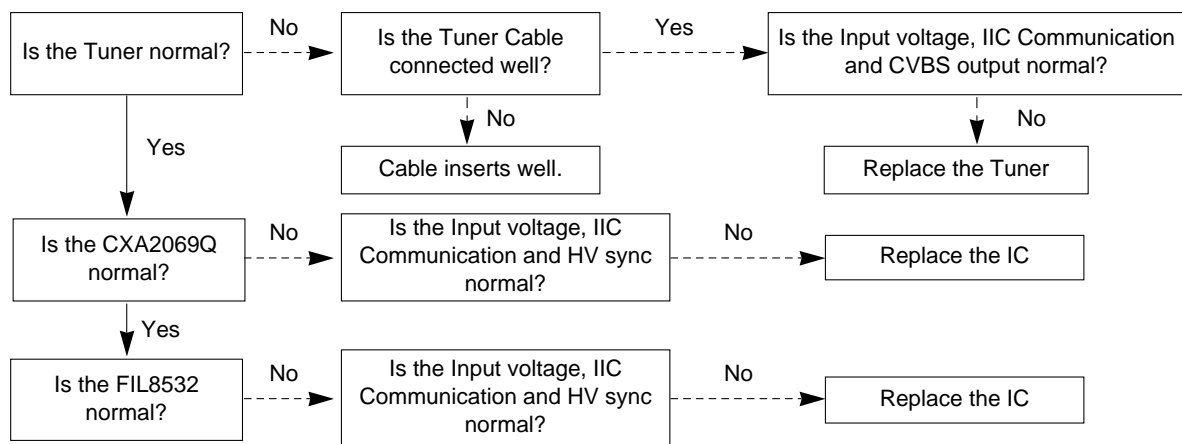 Is the Tuner normal?
No
Is the Tuner Cable
connected well?
Yes
Is the Input voltage, IIC Communication
and CVBS output normal?
Yes
No
Cable inserts well.
No
Replace the Tuner
Is the CXA2069Q
normal?
No
Is the Input voltage, IIC
Communication and HV sync
normal?
No
Replace the IC
Yes
Is the FIL8532
normal?
No
Is the Input voltage, IIC
Communication and HV sync
normal?
No
Replace the IC